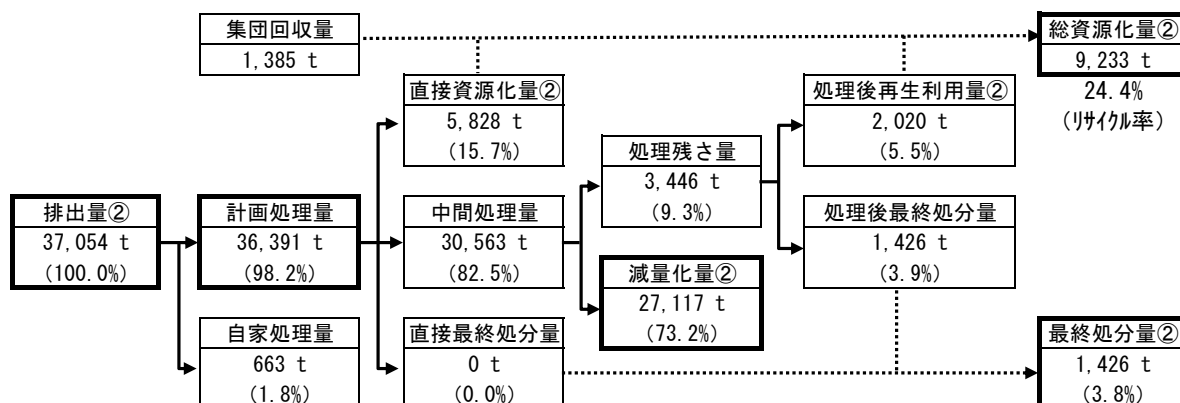 集団回収量
1,385 t
総資源化量②
9,233 t
24.4%
(ﾘｻｲｸﾙ率)
直接資源化量②
5,828 t
(15.7%)
処理後再生利用量②
2,020 t
(5.5%)
処理残さ量
3,446 t
(9.3%)
排出量②
37,054 t
(100.0%)
計画処理量
36,391 t
(98.2%)
中間処理量
30,563 t
(82.5%)
処理後最終処分量
1,426 t
(3.9%)
減量化量②
27,117 t
(73.2%)
自家処理量
663 t
(1.8%)
直接最終処分量
0 t
(0.0%)
最終処分量②
1,426 t
(3.8%)